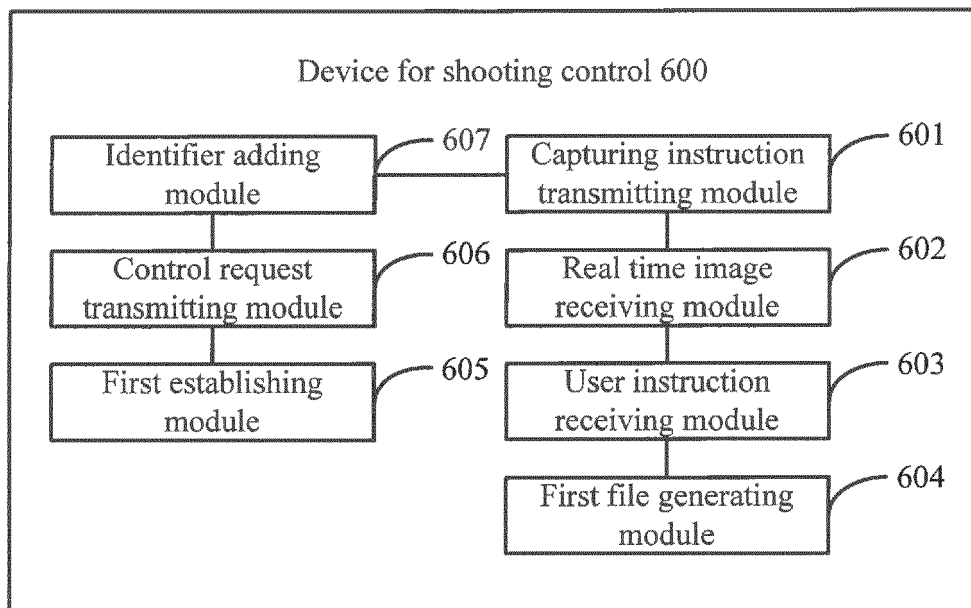 Device for shooting control 600
Identifier adding
module
607
Capturing instruction
transmitting module
601
Control request
transmitting module
606
Real time image
receiving module
602
First establishing
module
605
User instruction
receiving module
603
First file generating
module
604